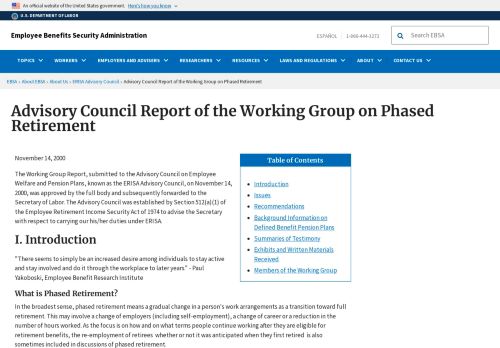 An official website of the United States government. Here's how you know
U.S. DEPARTMENT OF LABOR
Employee Benefits Security Administration
ESPAÑOL | 1-866-444-3272
Search EBSA
TOPICS WORKERS EMPLOYERS AND ADVISERS RESEARCHERS RESOURCES LAWS AND REGULATIONS ABOUT CONTACT US
EBSA » About EBSA » About Us » ERISA Advisory Council » Advisory Council Report of the Working Group on Phased Retirement
Advisory Council Report of the Working Group on Phased
Retirement
November 14, 2000
The Working Group Report, submitted to the Advisory Council on Employee
Welfare and Pension Plans, known as the ERISA Advisory Council, on November 14,
2000, was approved by the full body and subsequently forwarded to the
Secretary of Labor. The Advisory Council was established by Section 512(a)(1) of
the Employee Retirement Income Security Act of 1974 to advise the Secretary
with respect to carrying our his/her duties under ERISA.
I. Introduction
"There seems to simply be an increased desire among individuals to stay active
and stay involved and do it through the workplace to later years." - Paul
Yakoboski, Employee Benefit Research Institute
What is Phased Retirement?
In the broadest sense, phased retirement means a gradual change in a person's work arrangements as a transition toward full
retirement. This may involve a change of employers (including self-employment), a change of career or a reduction in the
number of hours worked. As the focus is on how and on what terms people continue working after they are eligible for
retirement benefits, the re-employment of retirees whether or not it was anticipated when they first retired is also
sometimes included in discussions of phased retirement.
Table of Contents
Introduction
Issues
Recommendations
Background Information on
Defined Benefit Pension Plans
Summaries of Testimony
Exhibits and Written Materials
Received
Members of the Working Group